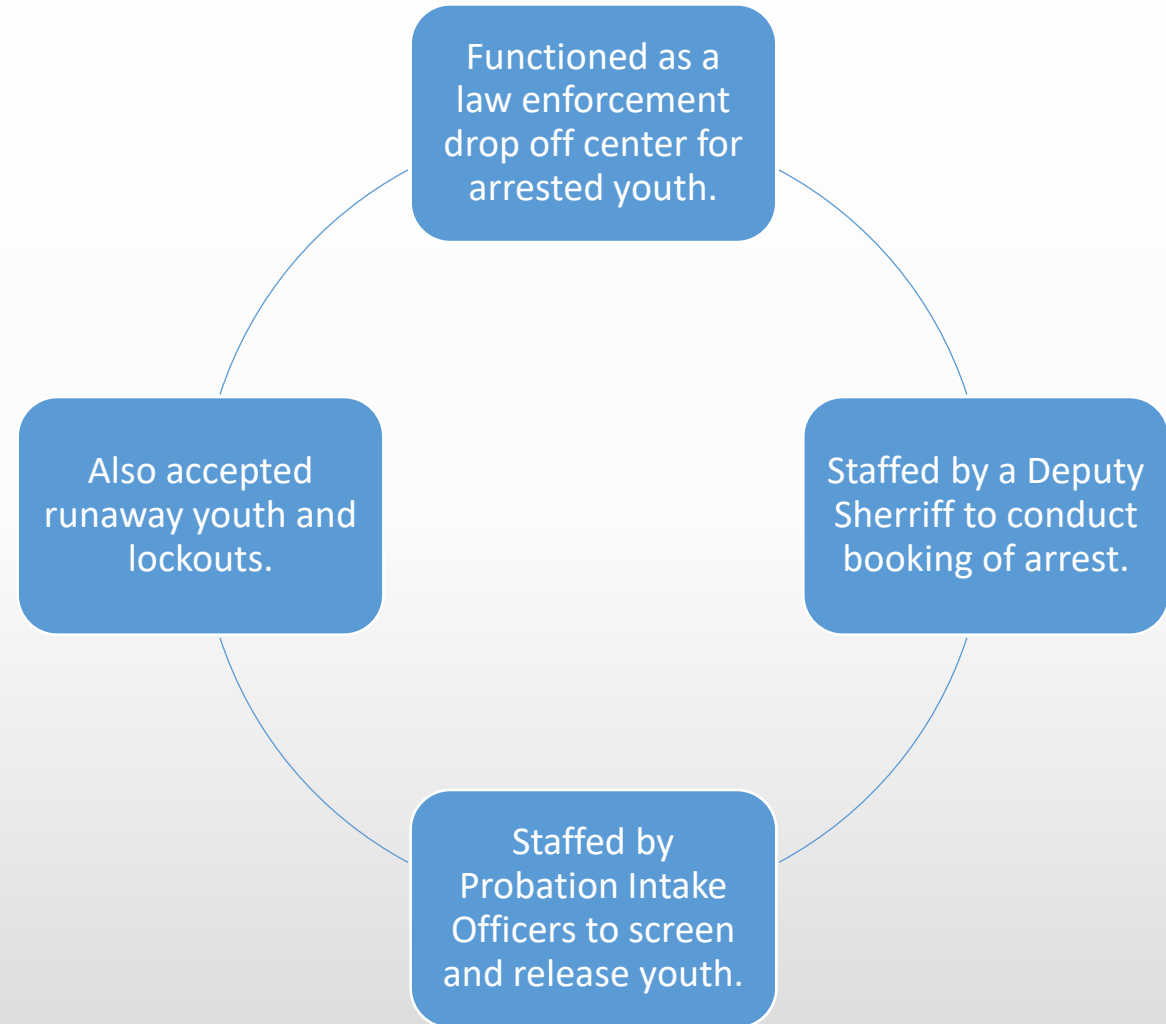 Functioned as a
law enforcement
drop off center for
arrested youth.
Staffed by a Deputy
Sherriff to conduct
booking of arrest.
Staffed by
Probation Intake
Officers to screen
and release youth.
Also accepted
runaway youth and
lockouts.